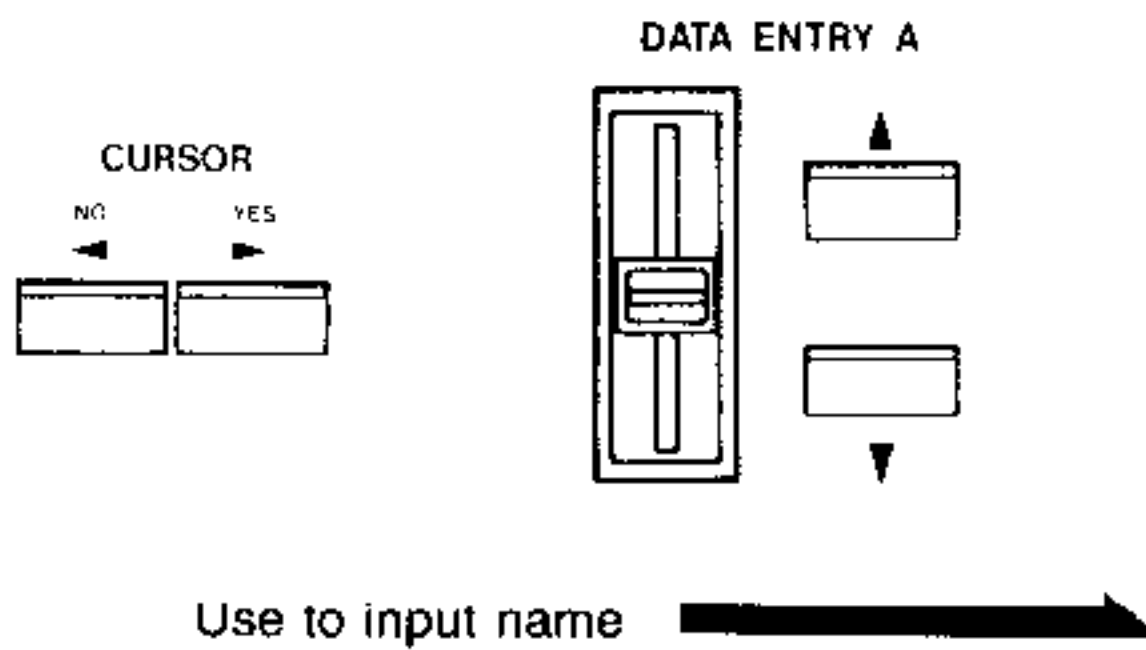 DATA ENTRY A
CURSOR
NO YES
Use to input name